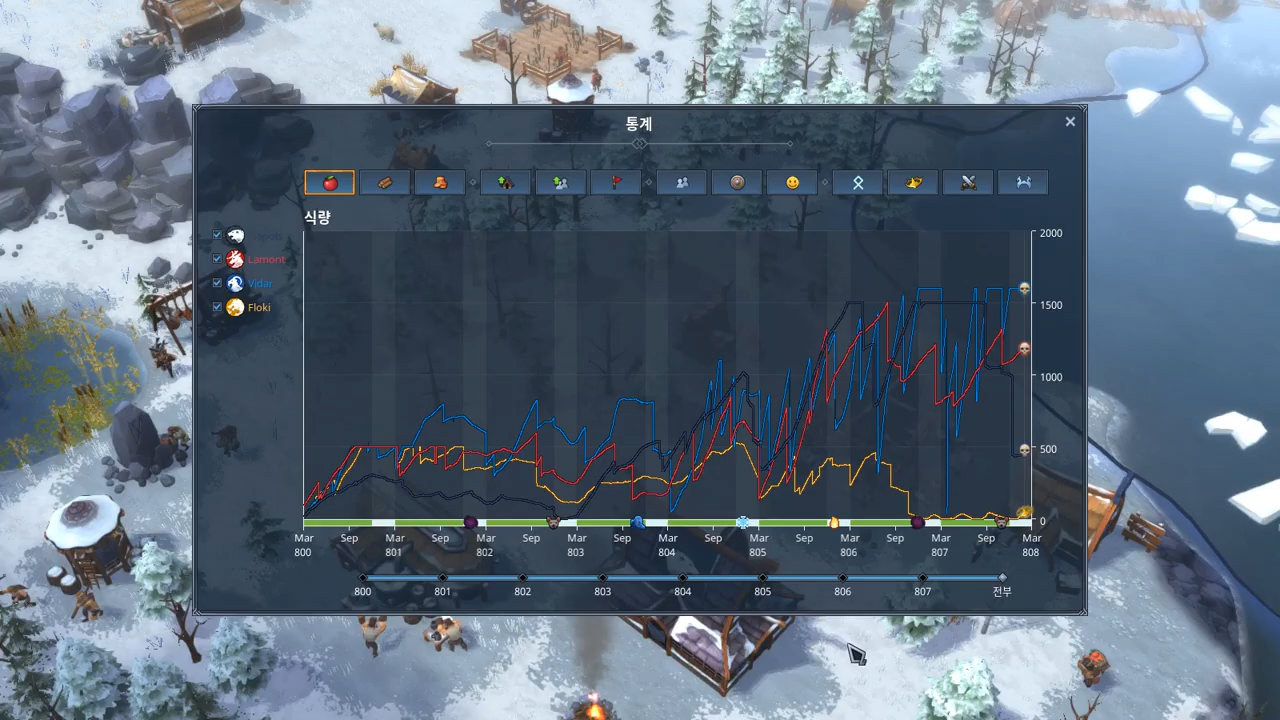 통계
식량
Lamont
Vidar
Floki
2000
1500
1000
500
0
Mar Sep Mar Sep Mar Sep Mar Sep Mar Sep Mar Sep Mar Sep Mar Sep Mar
800 801 802 803 804 805 806 807 808
800 801 802 803 804 805 806 807 전부